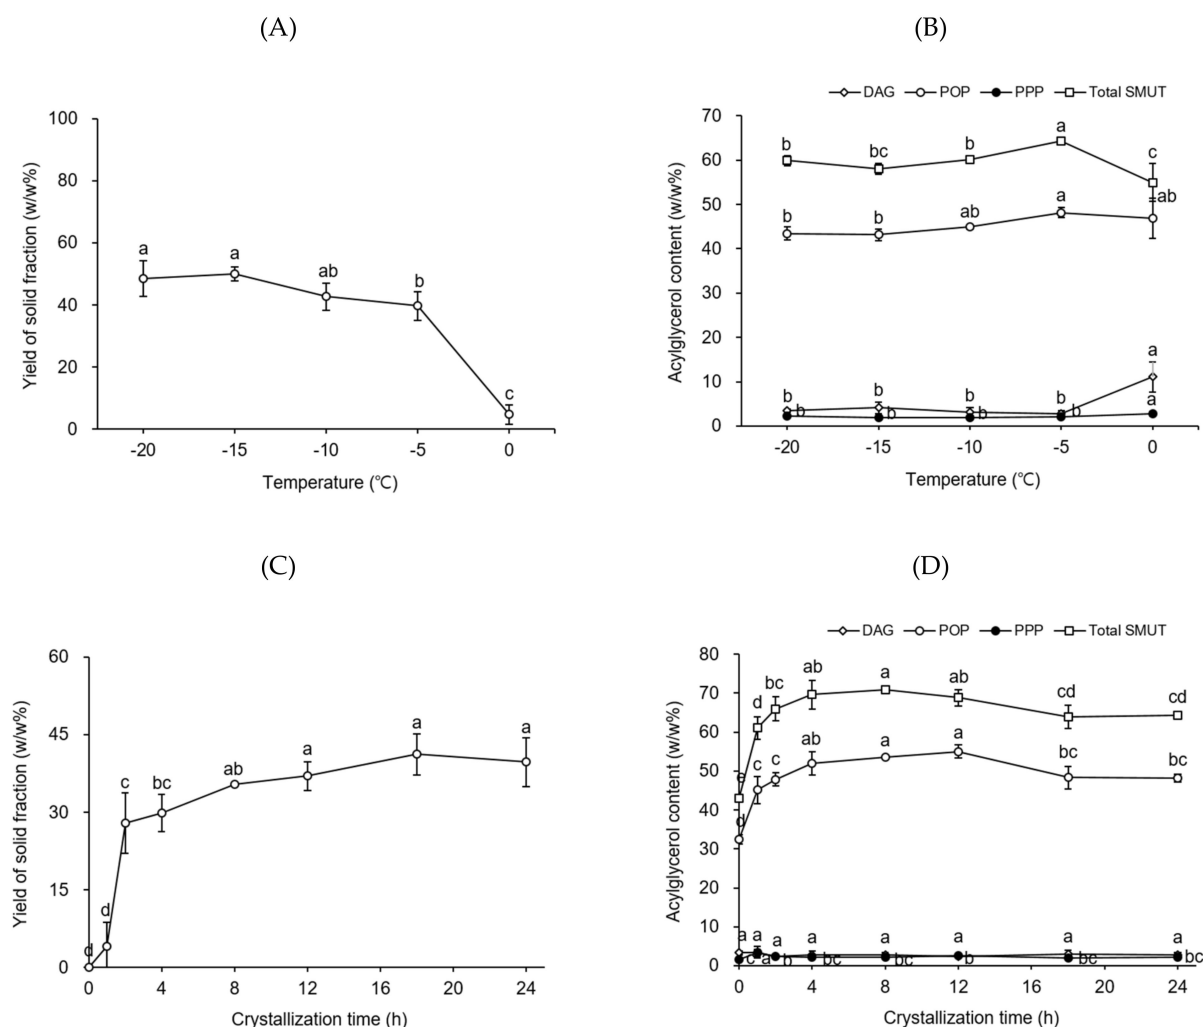 (A)
Yield of solid fraction (w/w%)
100
80
60
40
20
0
a
a
ab
b
c
-20 -15 -10 -5 0
Temperature (℃)
(B)
DAG POP PPP Total SMUT
Acylglycerol content (w/w%)
70
60
50
40
30
20
10
0
b bc b a c
b b ab a ab
b b b b a
b b b b a
-20 -15 -10 -5 0
Temperature (℃)
(C)
Yield of solid fraction (w/w%)
60
45
30
15
0
d d c bc ab a a a
0 4 8 12 16 20 24
Crystallization time (h)
(D)
DAG POP PPP Total SMUT
Acylglycerol content (w/w%)
80
70
60
50
40
30
20
10
0
e d bc ab a ab cd cd
d c c ab a a bc bc
a a a a a a a a
c a b bc bc b bc bc
0 4 8 12 16 20 24
Crystallization time (h)